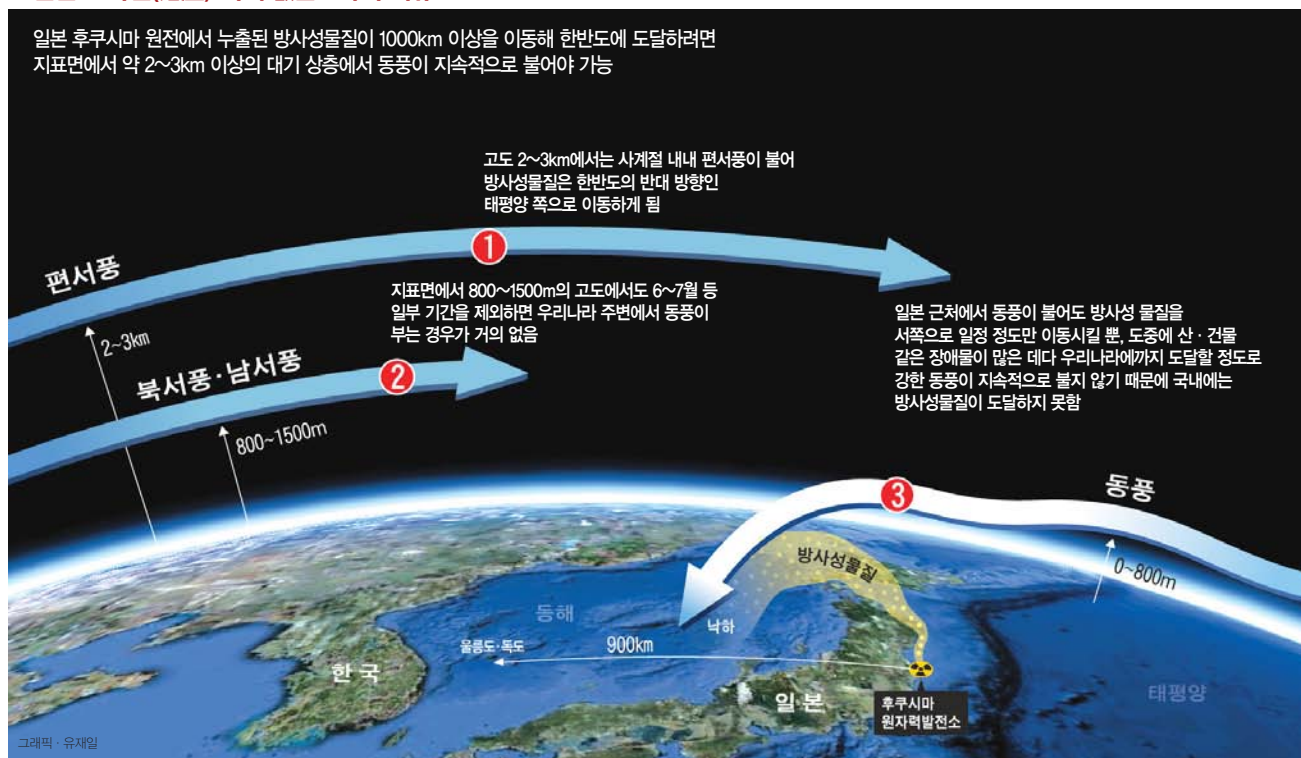 일본 후쿠시마 원전에서 누출된 방사성물질이 1000km 이상을 이동해 한반도에 도달하려면
지표면에서 약 2~3km 이상의 대기 상층에서 동풍이 지속적으로 불어야 가능
고도 2~3km에서는 사계절 내내 편서풍이 불어
방사성물질은 한반도의 반대 방향인
태평양 쪽으로 이동하게 됨
1
편서풍
2~3km
지표면에서 800~1500m의 고도에서도 6~7월 등
일부 기간을 제외하면 우리나라 주변에서 동풍이
부는 경우가 거의 없음
2
북서풍·남서풍
800~1500m
일본 근처에서 동풍이 불어도 방사성 물질을
서쪽으로 일정 정도만 이동시킬 뿐, 도중에 산·건물
같은 장애물이 많은 데다 우리나라에까지 도달할 정도로
강한 동풍이 지속적으로 불지 않기 때문에 국내에는
방사성물질이 도달하지 못함
3
동풍
0~800m
방사성물질
동해
낙하
울릉도·독도
900km
한국
일본
후쿠시마
원자력발전소
태평양
그래픽·유재일